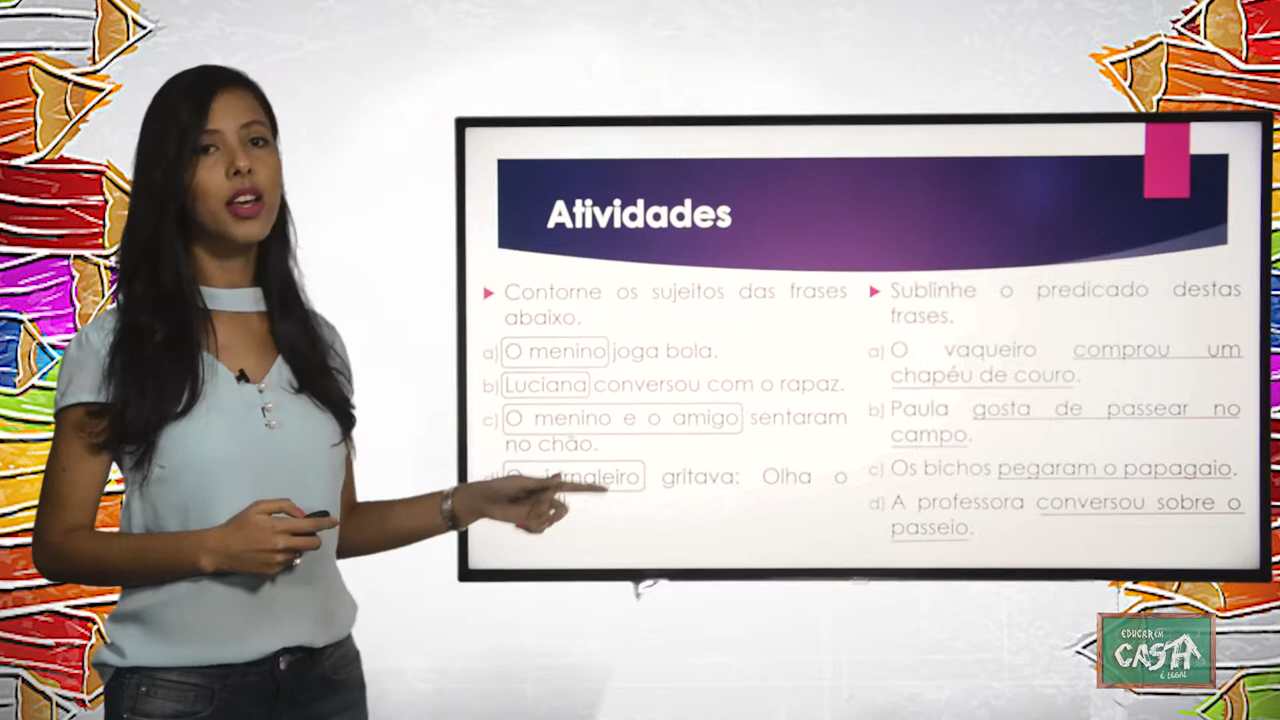 Atividades
► Contorne os sujeitos das frases
abaixo.
a) O menino joga bola.
b) Luciana conversou com o rapaz.
c) O menino e o amigo sentaram
no chão.
d) O jornaleiro gritava: Olha o
► Sublinhe o predicado destas
frases.
a) O vaqueiro comprou um
chapéu de couro.
b) Paula gosta de passear no
campo.
c) Os bichos pegaram o papagaio.
d) A professora conversou sobre o
passeio.
EDUCAR EM
CASA
É LEGAL